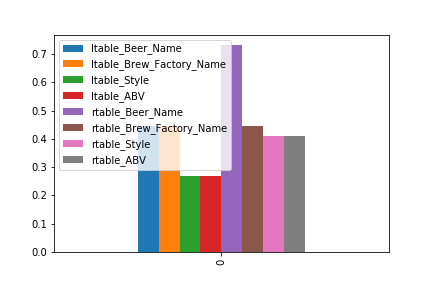 0.7
0.6
0.5
0.4
0.3
0.2
0.1
0.0
ltable_Beer_Name
ltable_Brew_Factory_Name
ltable_Style
ltable_ABV
rtable_Beer_Name
rtable_Brew_Factory_Name
rtable_Style
rtable_ABV
0